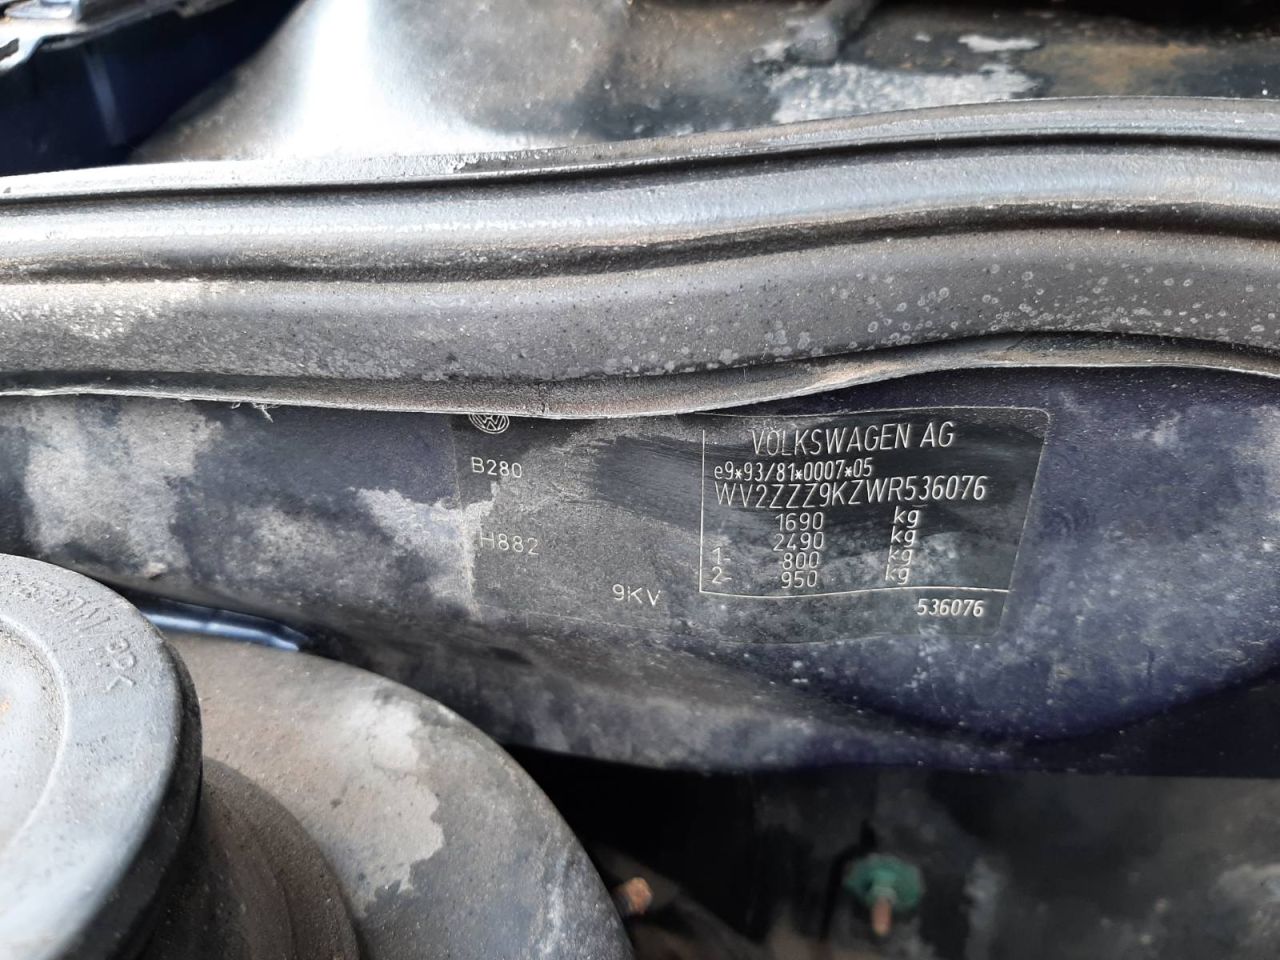 B280
H882
9KV
VOLKSWAGEN AG
e9*93/81*0007*05
WV2ZZZ9KZWR536076
1690 kg
2490 kg
1- 800 kg
2- 950 kg
536076